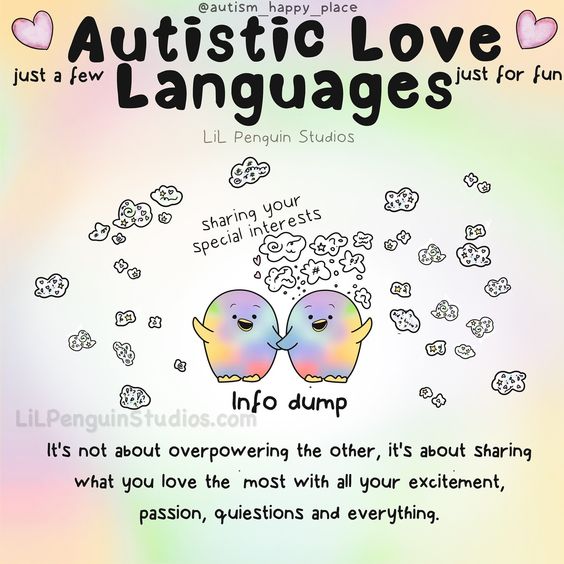 @autism_happy_place
Autistic Love
just a few Languages just for fun
LiL Penguin Studios
sharing your
special interests
#
Info dump
LiLPenguinStudios.com
It's not about overpowering the other, it's about sharing
what you love the most with all your excitement,
passion, quiestions and everything.